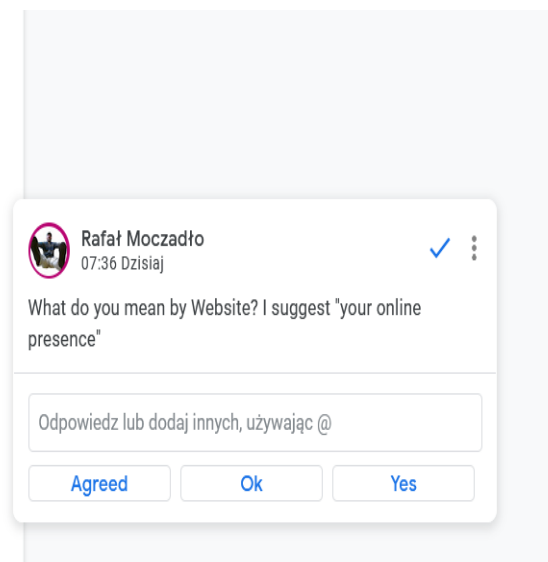 Rafał Moczadło
07:36 Dzisiaj
What do you mean by Website? I suggest "your online
presence"
Odpowiedz lub dodaj innych, używając @
Agreed
Ok
Yes